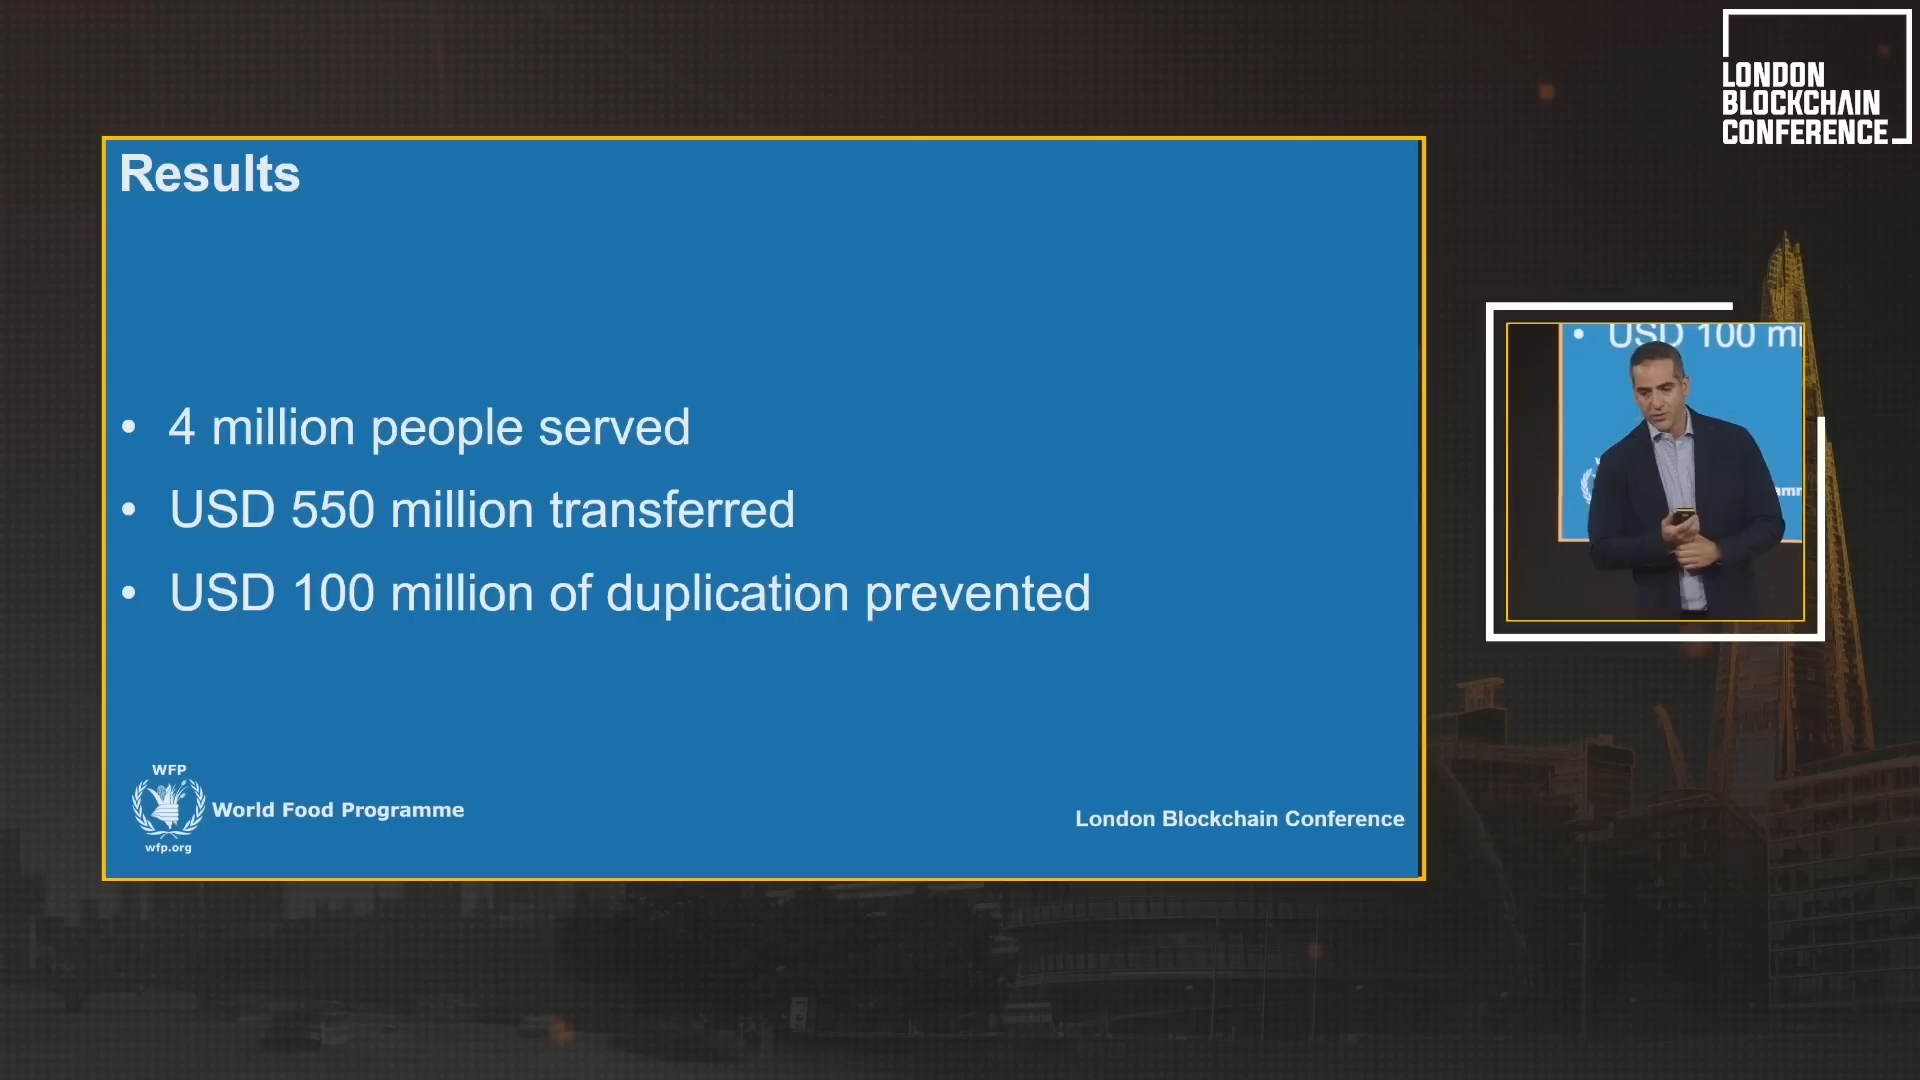 LONDON
BLOCKCHAIN
CONFERENCE
Results
• 4 million people served
• USD 550 million transferred
• USD 100 million of duplication prevented
WFP
World Food Programme
wfp.org
London Blockchain Conference
• USD 100 mi